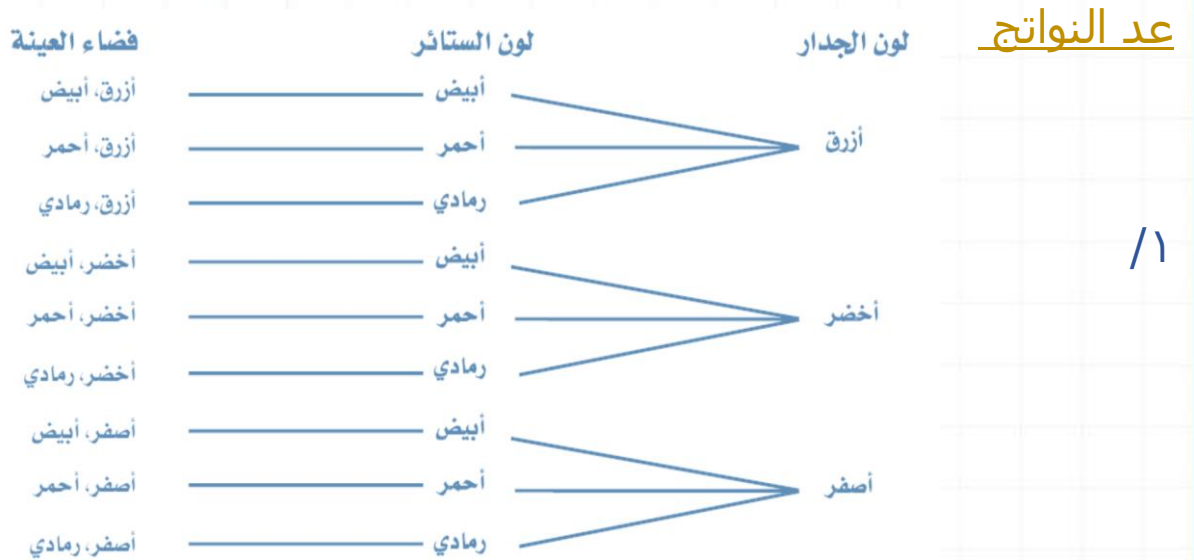 عد النواتج
١/
لون الجدار لون الستائر فضاء العينة
أبيض أزرق، أبيض
أزرق أحمر أزرق، أحمر
رمادي أزرق، رمادي
أبيض أخضر، أبيض
أخضر أحمر أخضر، أحمر
رمادي أخضر، رمادي
أبيض أصفر، أبيض
أصفر أحمر أصفر، أحمر
رمادي أصفر، رمادي